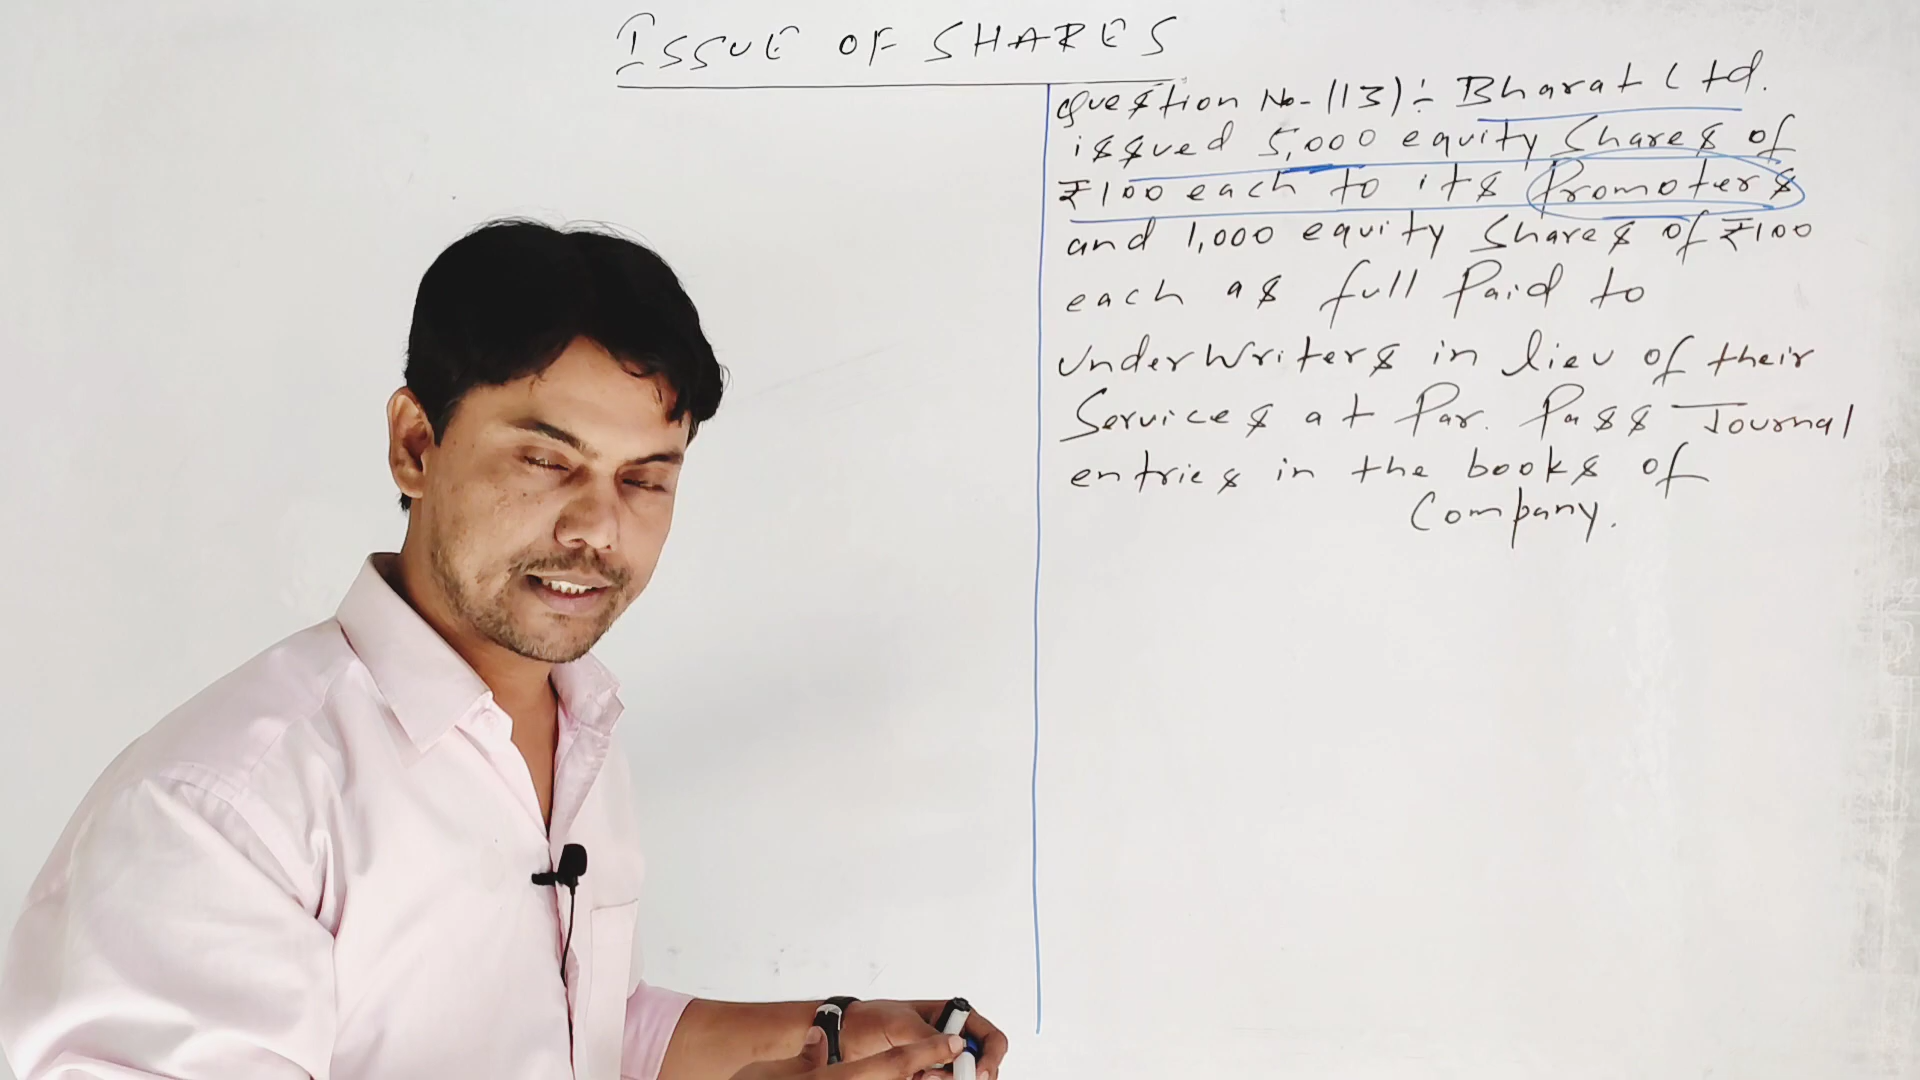 ISSUE OF SHARES
Question No-(13):- Bharat Ltd.
issued 5,000 equity Shares of
₹100 each to its Promoters
and 1,000 equity Shares of ₹100
each as full Paid to
UnderWriters in lieu of their
Services at Par. Pass Journal
entries in the books of
Company.